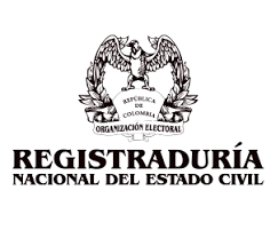 REPÚBLICA
DE
COLOMBIA
ORGANIZACIÓN ELECTORAL
REGISTRADURÍA
NACIONAL DEL ESTADO CIVIL